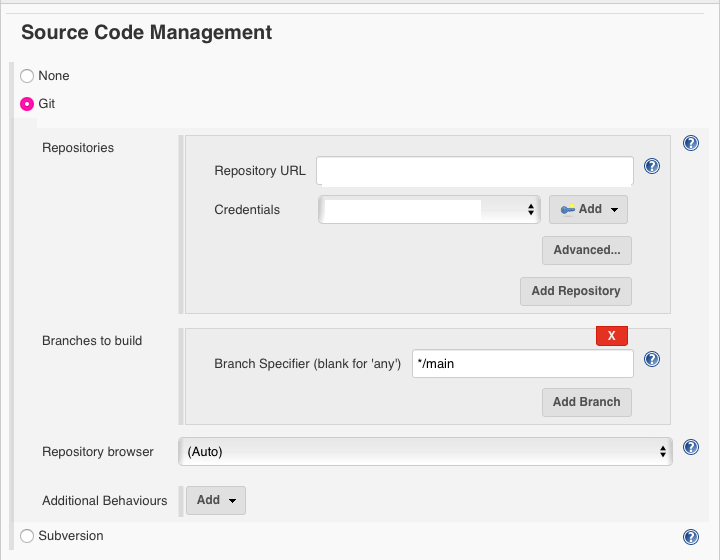 Source Code Management
None
Git
Repositories
Repository URL
Credentials
Add
Advanced...
Add Repository
Branches to build
X
Branch Specifier (blank for 'any') */main
Add Branch
Repository browser (Auto)
Additional Behaviours Add
Subversion